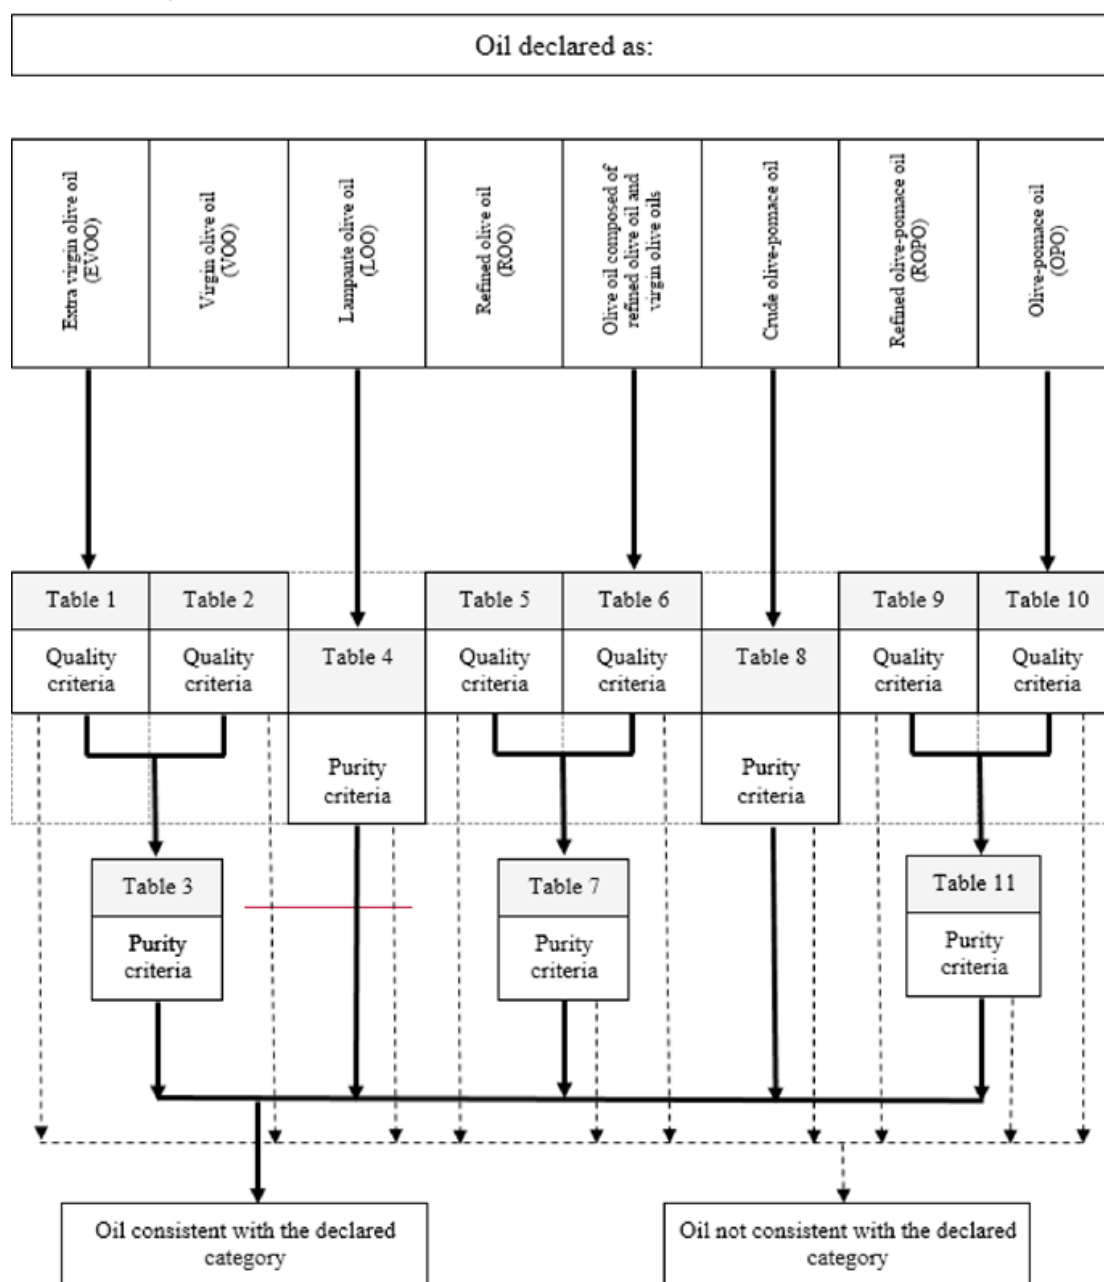 Oil declared as:
Extra virgin olive oil
(EVOO)
Virgin olive oil
(VOO)
Lampante olive oil
(LOO)
Refined olive oil
(ROO)
Olive oil composed of
refined olive oil and
virgin olive oils
Crude olive-pomace oil
Refined olive-pomace oil
(ROPO)
Olive-pomace oil
(OPO)
Table 1
Table 2
Table 5
Table 6
Table 9
Table 10
Quality
criteria
Quality
criteria
Table 4
Quality
criteria
Quality
criteria
Table 8
Quality
criteria
Quality
criteria
Purity
criteria
Purity
criteria
Table 3
Purity
criteria
Table 7
Purity
criteria
Table 11
Purity
criteria
Oil consistent with the declared
category
Oil not consistent with the declared
category